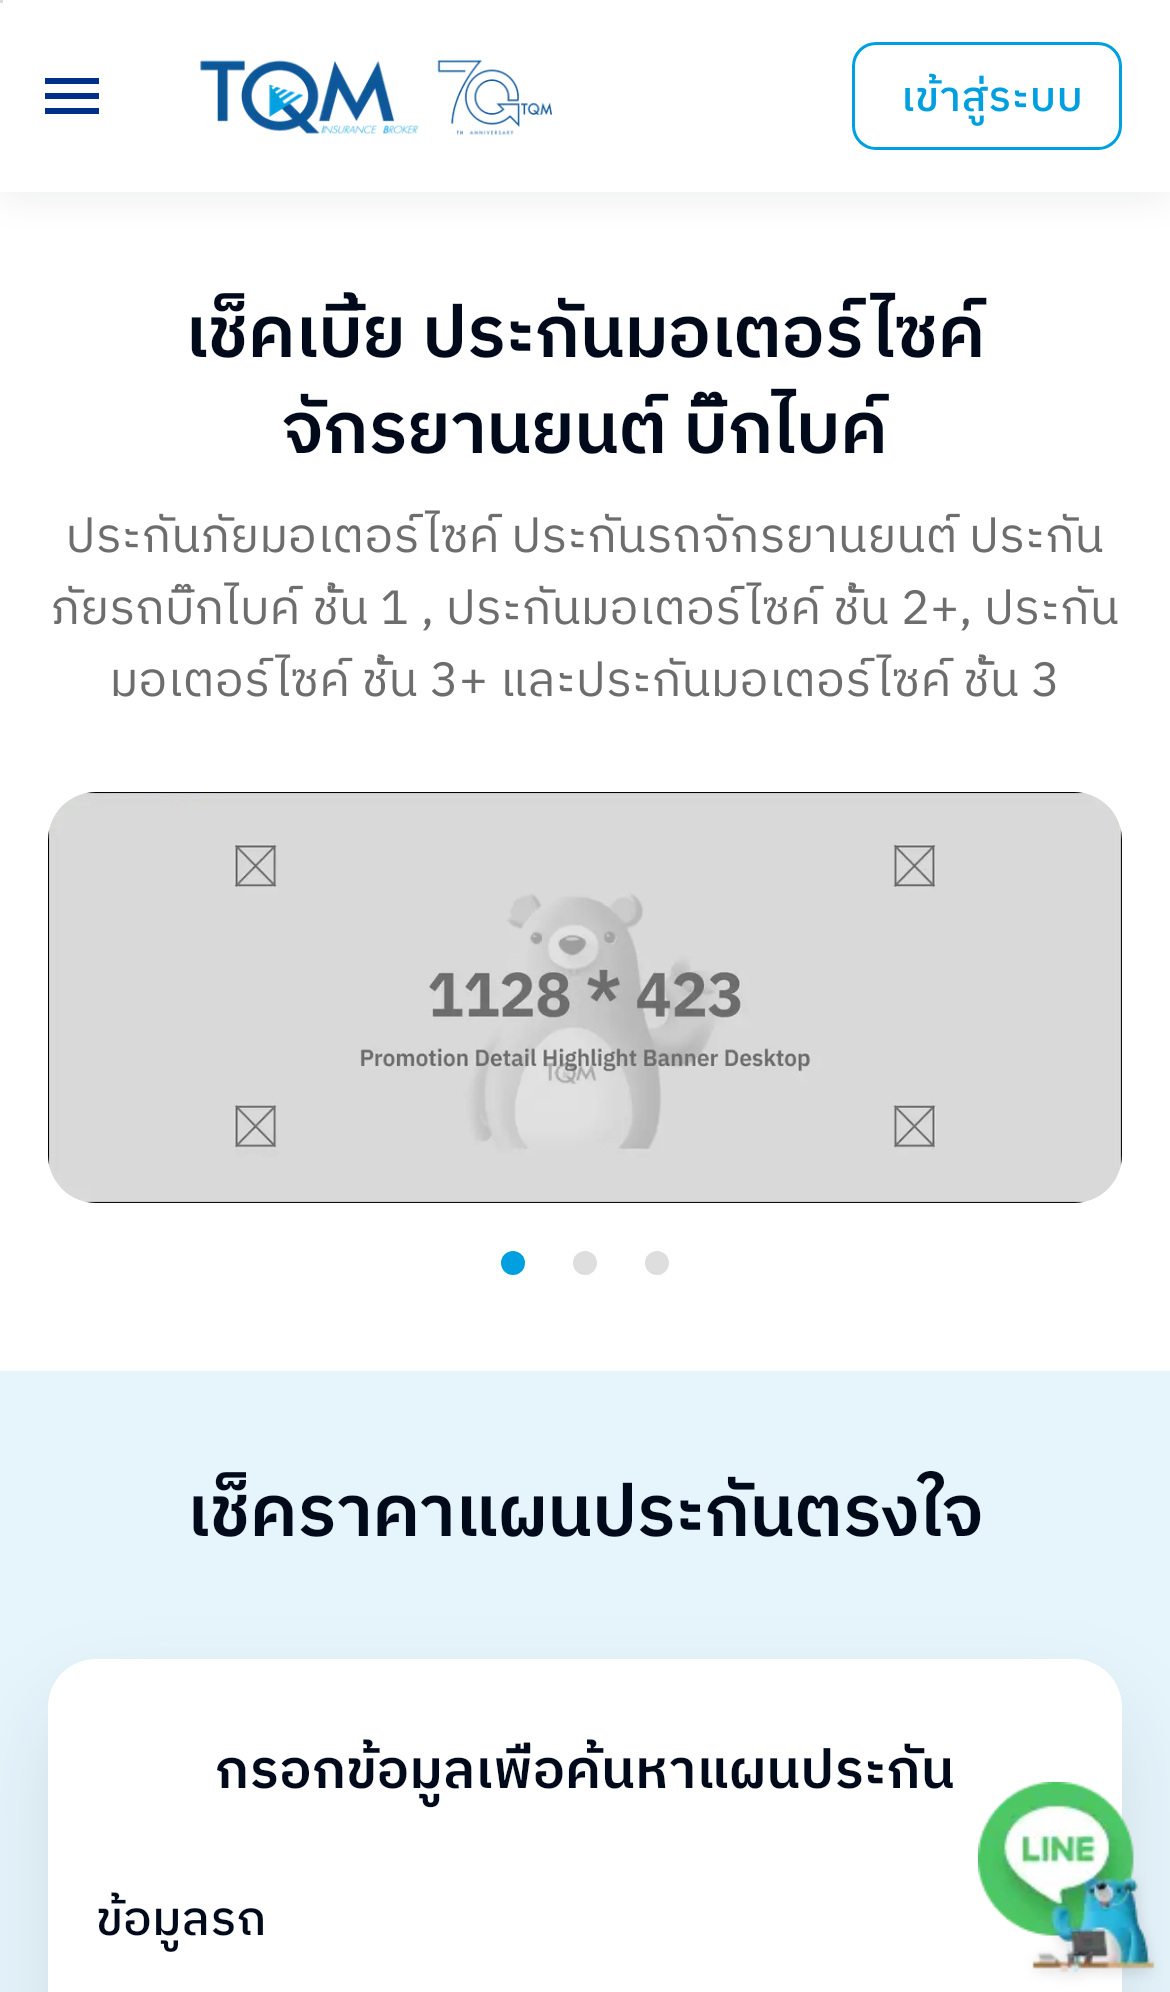 TQM
INSURANCE BROKER
70 TQM
TH ANNIVERSARY
เข้าสู่ระบบ
เช็คเบี้ย ประกันมอเตอร์ไซค์
จักรยานยนต์ บิ๊กไบค์
ประกันภัยมอเตอร์ไซค์ ประกันรถจักรยานยนต์ ประกัน
ภัยรถบิ๊กไบค์ ชั้น 1 , ประกันมอเตอร์ไซค์ ชั้น 2+, ประกัน
มอเตอร์ไซค์ ชั้น 3+ และประกันมอเตอร์ไซค์ ชั้น 3
1128 * 423
Promotion Detail Highlight Banner Desktop
TQM
เช็คราคาแผนประกันตรงใจ
กรอกข้อมูลเพื่อค้นหาแผนประกัน
LINE
ข้อมูลรถ